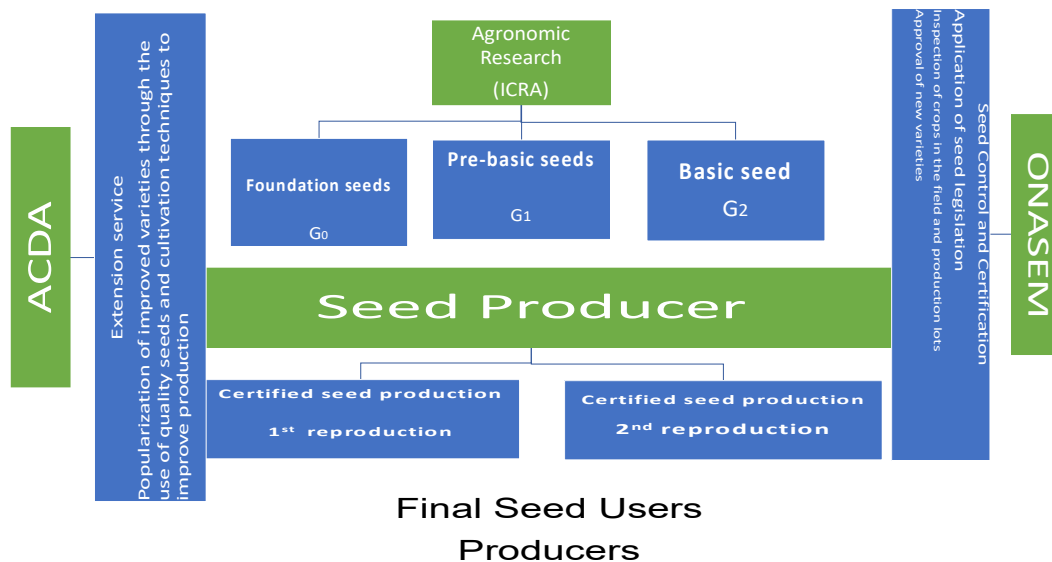 Agronomic
Research
(ICRA)
Foundation seeds
G0
Pre-basic seeds
G1
Basic seed
G2
ACDA
Extension service
Popularization of improved varieties through the
use of quality seeds and cultivation techniques to
improve production
Seed Producer
Seed Control and Certification
Application of seed legislation
Inspection of crops in the field and production lots
Approval of new varieties
ONASEM
Certified seed production
1st reproduction
Certified seed production
2nd reproduction
Final Seed Users
Producers